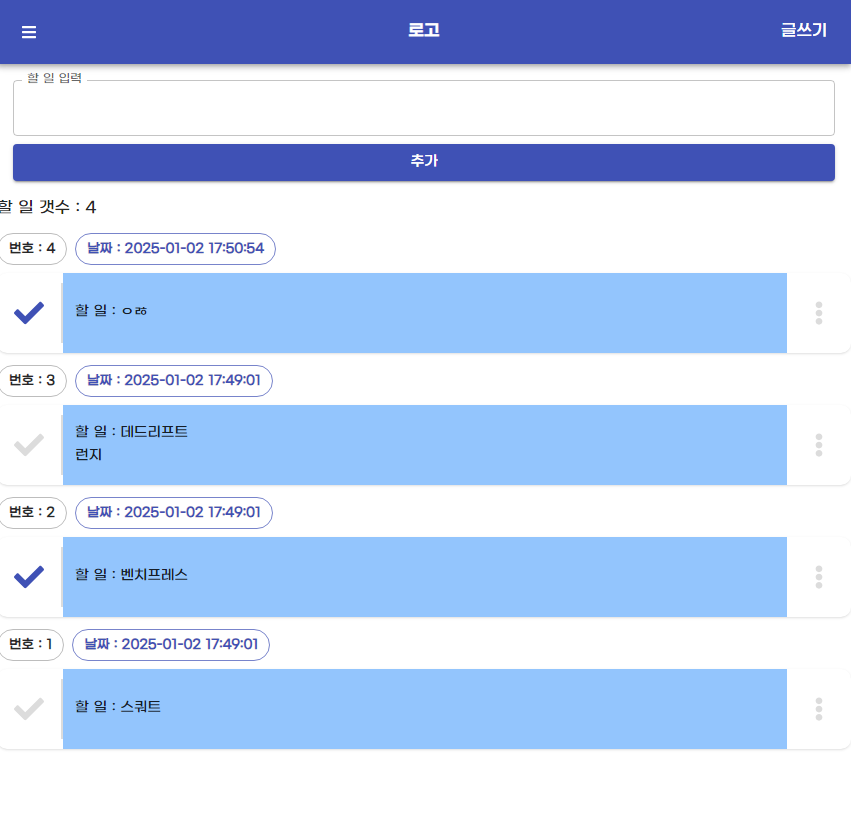 로고
글쓰기
할 일 입력
추가
할 일 갯수 : 4
번호 : 4
날짜 : 2025-01-02 17:50:54
할 일 :
번호 : 3
날짜 : 2025-01-02 17:49:01
할 일 : 데드리프트
런지
번호 : 2
날짜 : 2025-01-02 17:49:01
할 일 : 벤치프레스
번호 : 1
날짜 : 2025-01-02 17:49:01
할 일 : 스쿼트